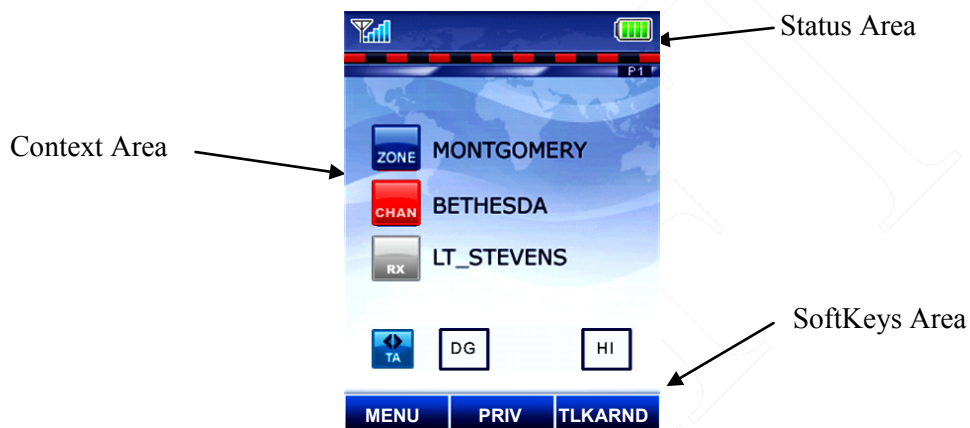 Status Area
P1
Context Area
ZONE MONTGOMERY
CHAN BETHESDA
RX LT_STEVENS
SoftKeys Area
TA DG HI
MENU PRIV TLKARND